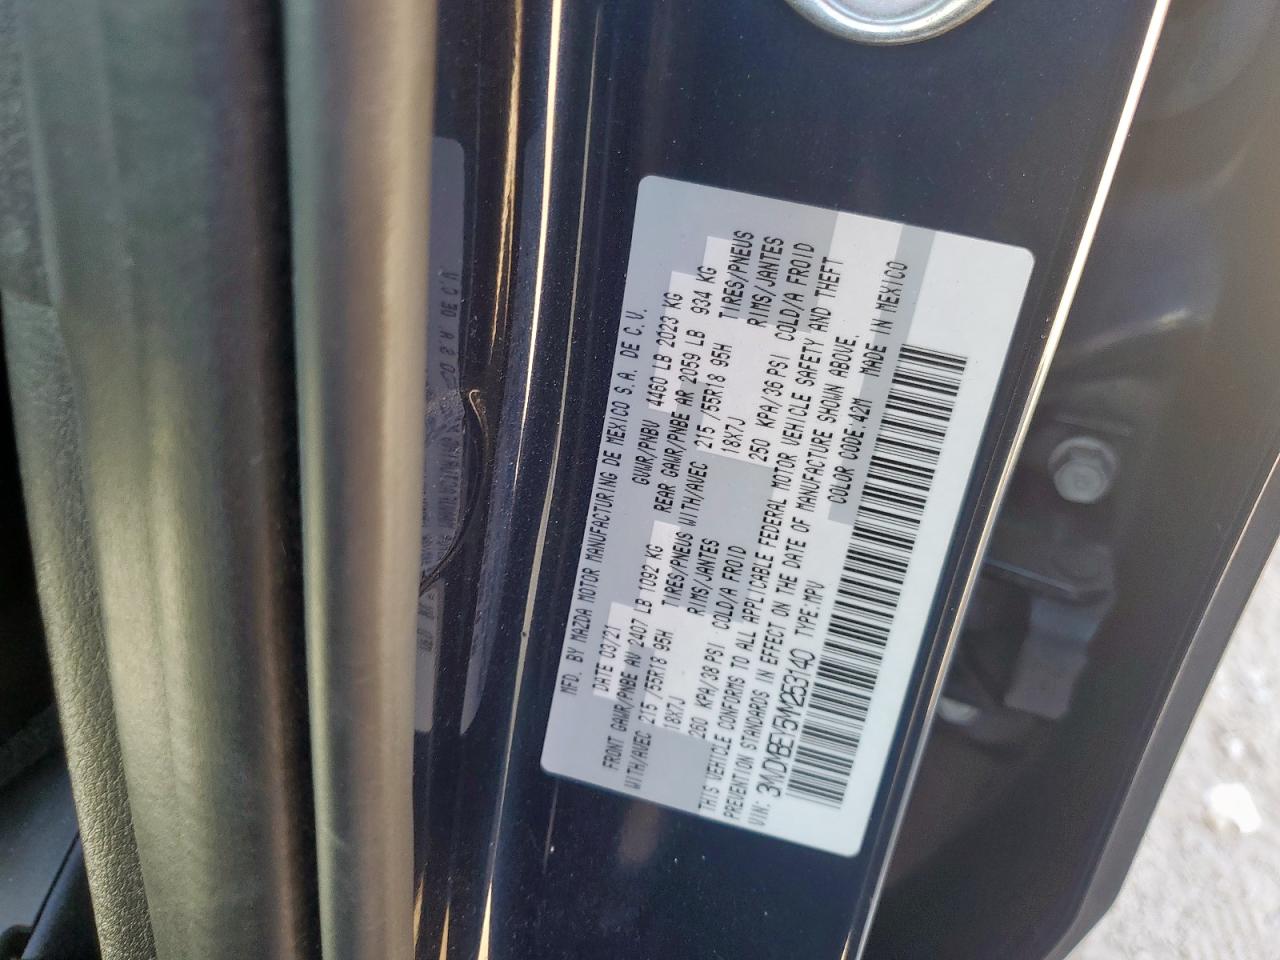 MFD. BY MAZDA MOTOR MANUFACTURING DE MEXICO S.A. DE C.V.
DATE 03/21 GVWR/PNBV 4460 LB 2023 KG
FRONT GAWR/PNBE AV 2407 LB 1092 KG REAR GAWR/PNBE AR 2059 LB 934 KG
WITH/AVEC 215 /55R18 95H TIRES/PNEUS WITH/AVEC 215 /55R18 95H TIRES/PNEUS
18X7J RIMS/JANTES 18X7J RIMS/JANTES
260 KPA/38 PSI COLD/A FROID 250 KPA/36 PSI COLD/A FROID
THIS VEHICLE CONFORMS TO ALL APPLICABLE FEDERAL MOTOR VEHICLE SAFETY AND THEFT
PREVENTION STANDARDS IN EFFECT ON THE DATE OF MANUFACTURE SHOWN ABOVE.
VIN: 3MVDMBEY5MM253140 TYPE:MPV COLOR CODE:42M MADE IN MEXICO